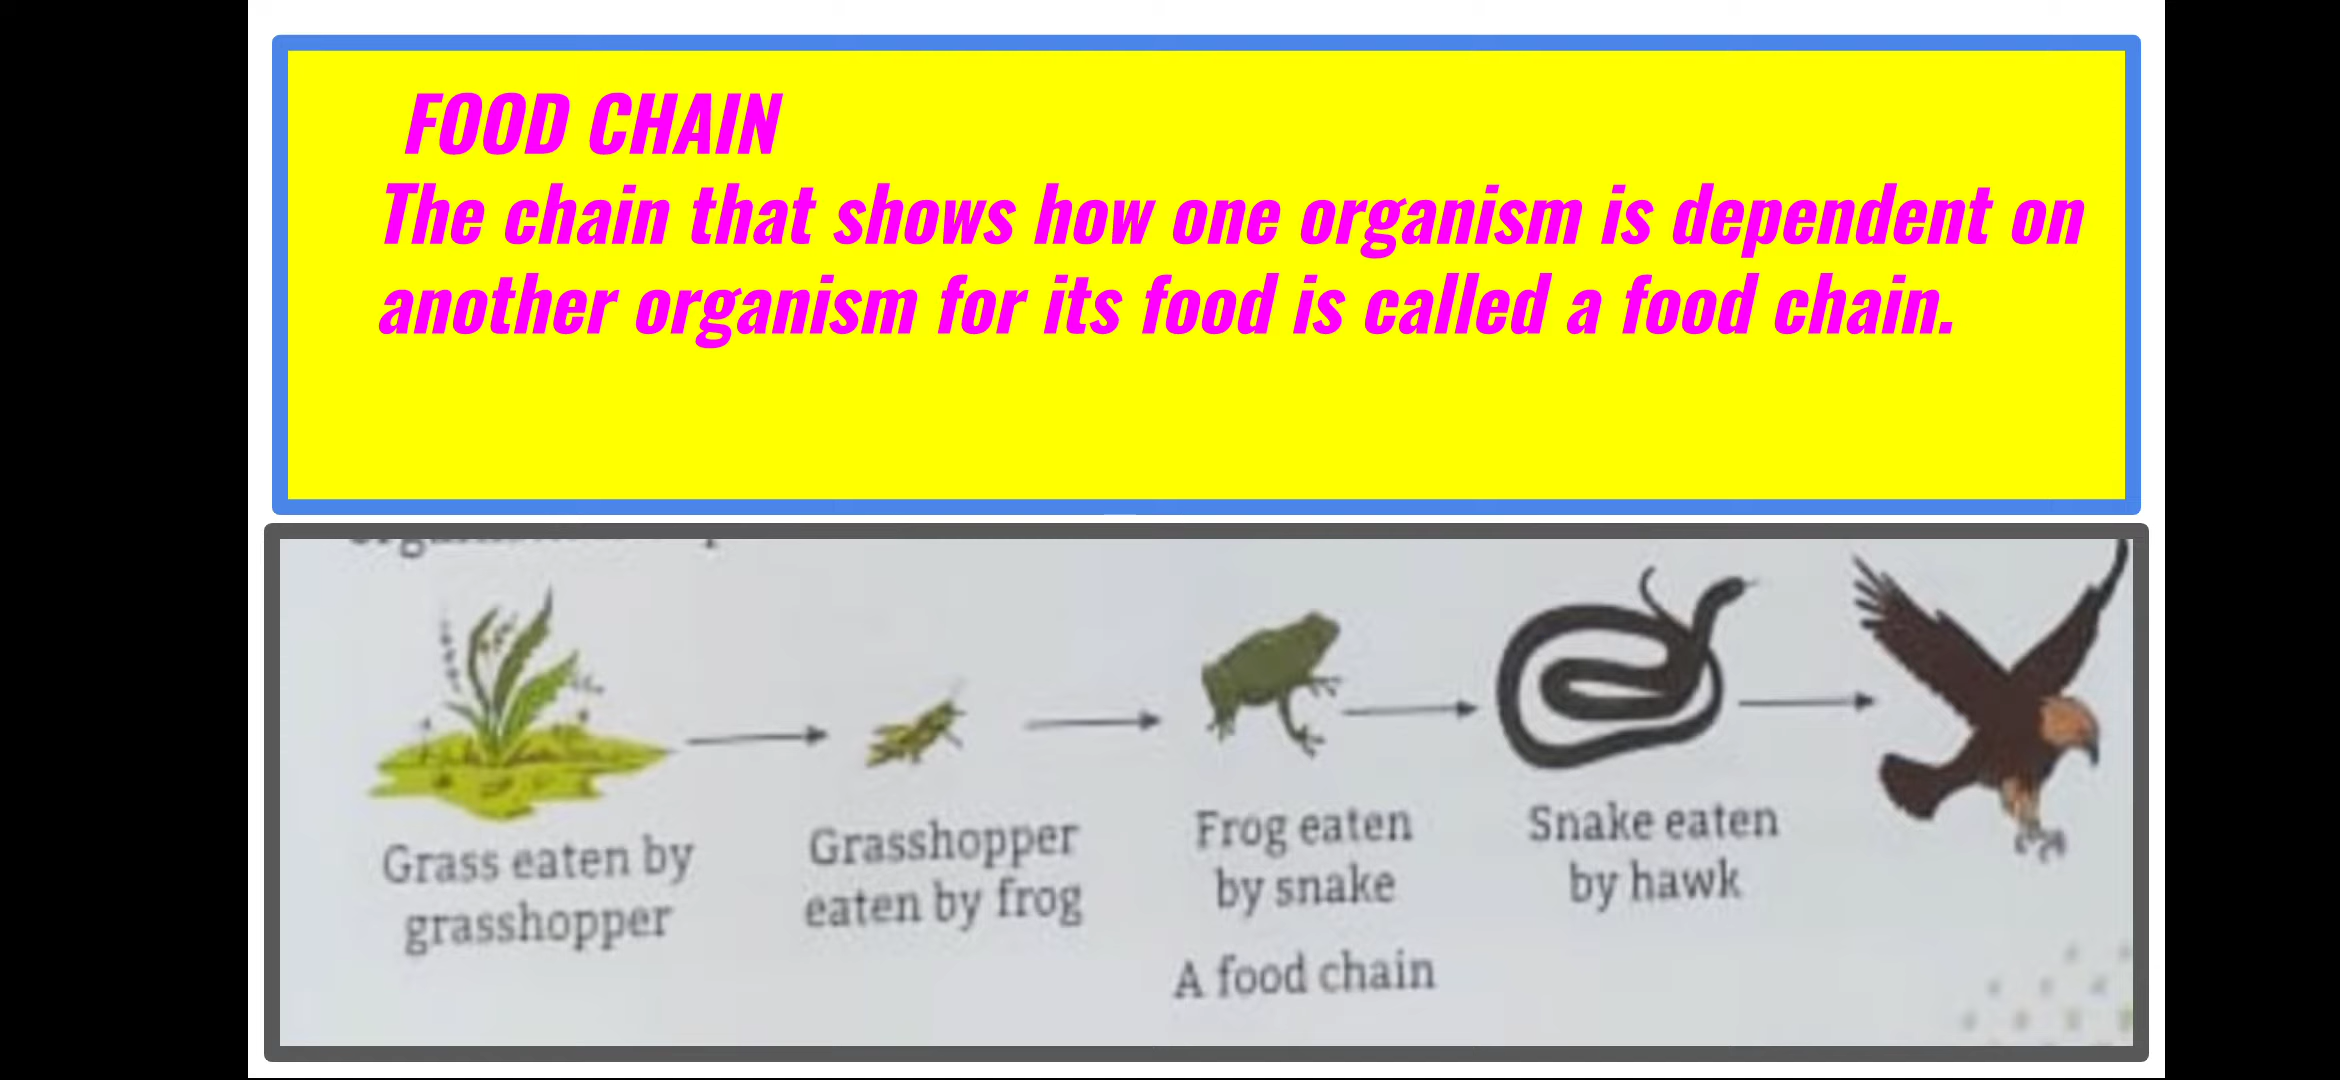 FOOD CHAIN
The chain that shows how one organism is dependent on
another organism for its food is called a food chain.
Grass eaten by
grasshopper
Grasshopper
eaten by frog
Frog eaten
by snake
Snake eaten
by hawk
A food chain